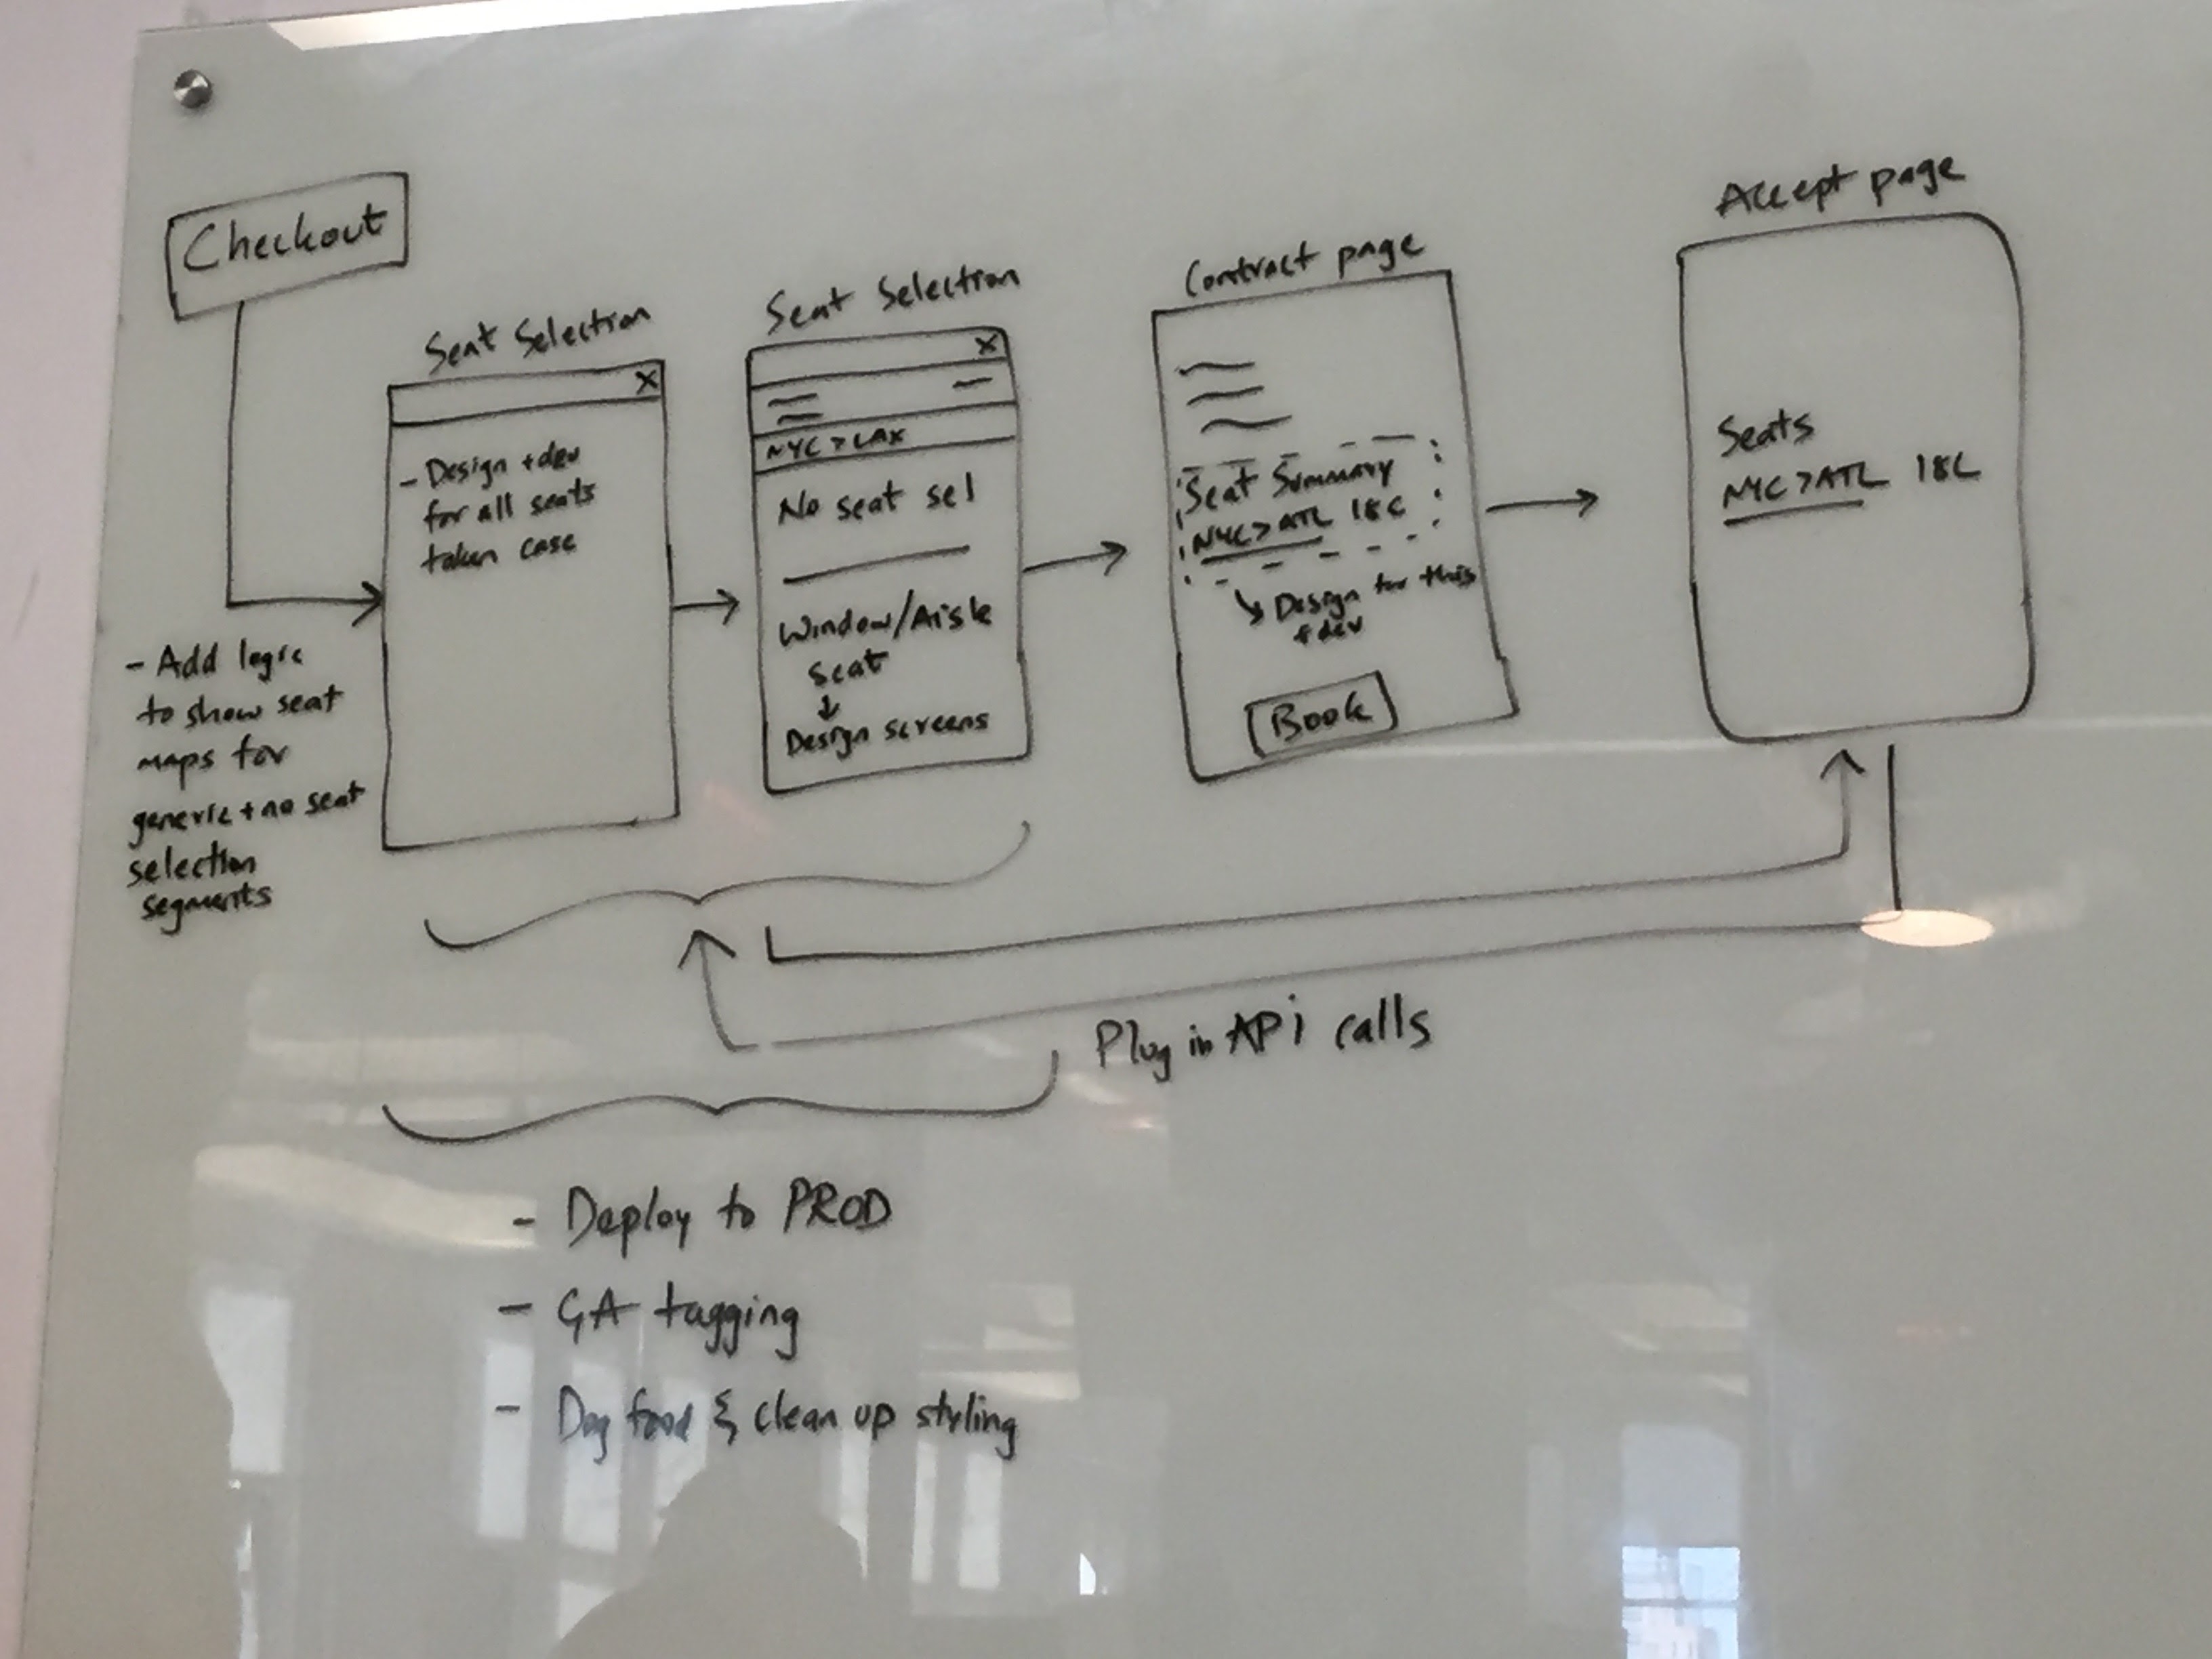 Checkout
- Add logic
to show seat
maps for
generic + no seat
selection
segments
Seat Selection
X
- Design + dev
for all seats
taken case
Seat Selection
X
NYC > LAX
No seat sel
Window/Aisle
seat
Design screens
Contract page
Seat Summary
NYC > ATL 18C
Design for this
+ dev
Book
Accept page
Seats
NYC > ATL 18C
Plug in API calls
- Deploy to PROD
- GA tagging
- Dog food & clean up styling